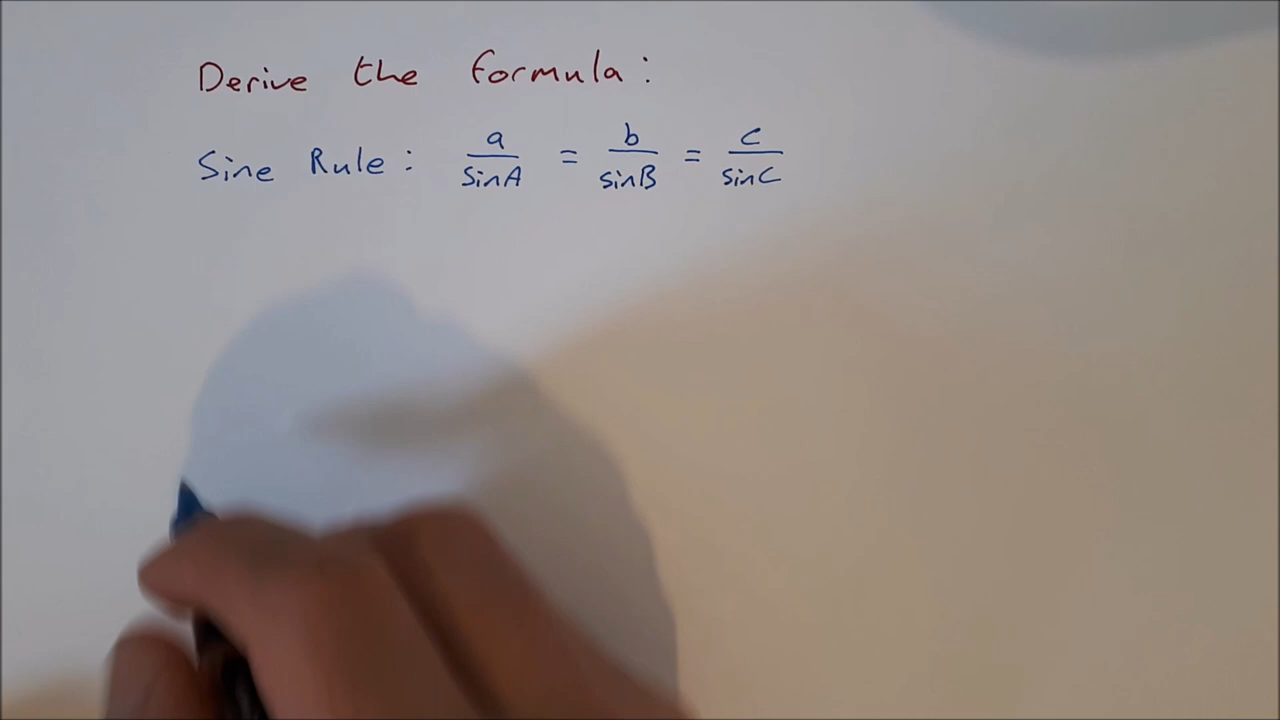 Derive the formula:
Sine Rule: a/sinA = b/sinB = c/sinC